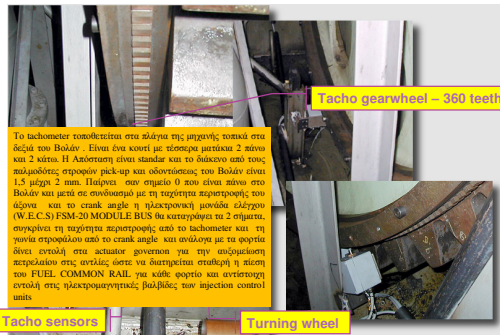 Tacho gearwheel – 360 teeth
Το tachometer τοποθετείται στα πλάγια της μηχανής τοπικά στα
δεξιά του Βολάν . Είναι ένα κουτί με τέσσερα ματάκια 2 πάνω
και 2 κάτω. Η Απόσταση είναι standar και το διάκενο από τους
παλμοδότες στροφών pick-up και οδοντώσεως του Βολάν είναι
1,5 μέχρι 2 mm. Παίρνει σαν σημείο 0 που είναι πάνω στο
Βολάν και μετά σε συνδυασμό με τη ταχύτητα περιστροφής του
άξονα και το crank angle η ηλεκτρονική μονάδα ελέγχου
(W.E.C.S) FSM-20 MODULE BUS θα καταγράψει τα 2 σήματα,
συγκρίνει τη ταχύτητα περιστροφής από το tachometer και τη
γωνία στροφάλου από το crank angle και ανάλογα με τα φορτία
δίνει εντολή στα actuator governon για την αυξομείωση
πετρελαίου στις αντλίες ώστε να διατηρείται σταθερή η πίεση
του FUEL COMMON RAIL για κάθε φορτίο και αντίστοιχη
εντολή στις ηλεκτρομαγνητικές βαλβίδες των injection control
units
Tacho sensors
Turning wheel